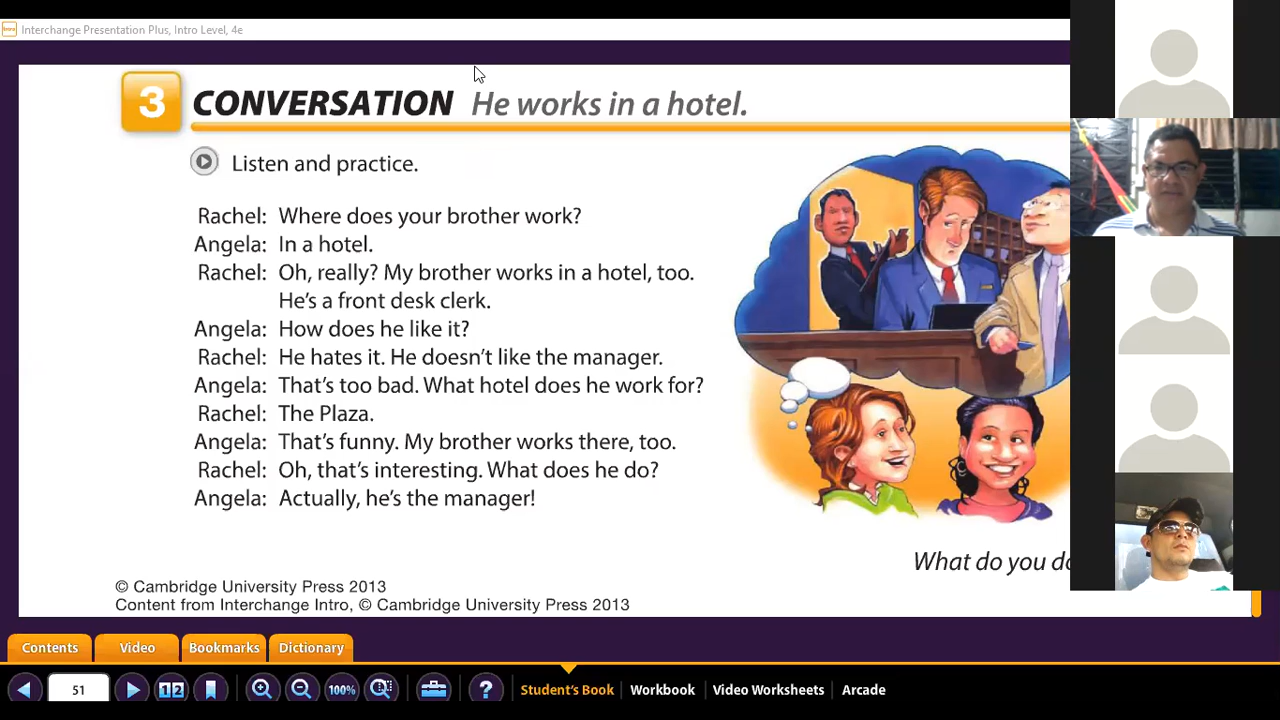 Interchange Presentation Plus, Intro Level, 4e
3 CONVERSATION He works in a hotel.
Listen and practice.
Rachel: Where does your brother work?
Angela: In a hotel.
Rachel: Oh, really? My brother works in a hotel, too.
He's a front desk clerk.
Angela: How does he like it?
Rachel: He hates it. He doesn't like the manager.
Angela: That's too bad. What hotel does he work for?
Rachel: The Plaza.
Angela: That's funny. My brother works there, too.
Rachel: Oh, that's interesting. What does he do?
Angela: Actually, he's the manager!
What do you do
© Cambridge University Press 2013
Content from Interchange Intro, © Cambridge University Press 2013
Contents Video Bookmarks Dictionary
51 1 2 100% ? Student's Book Workbook Video Worksheets Arcade